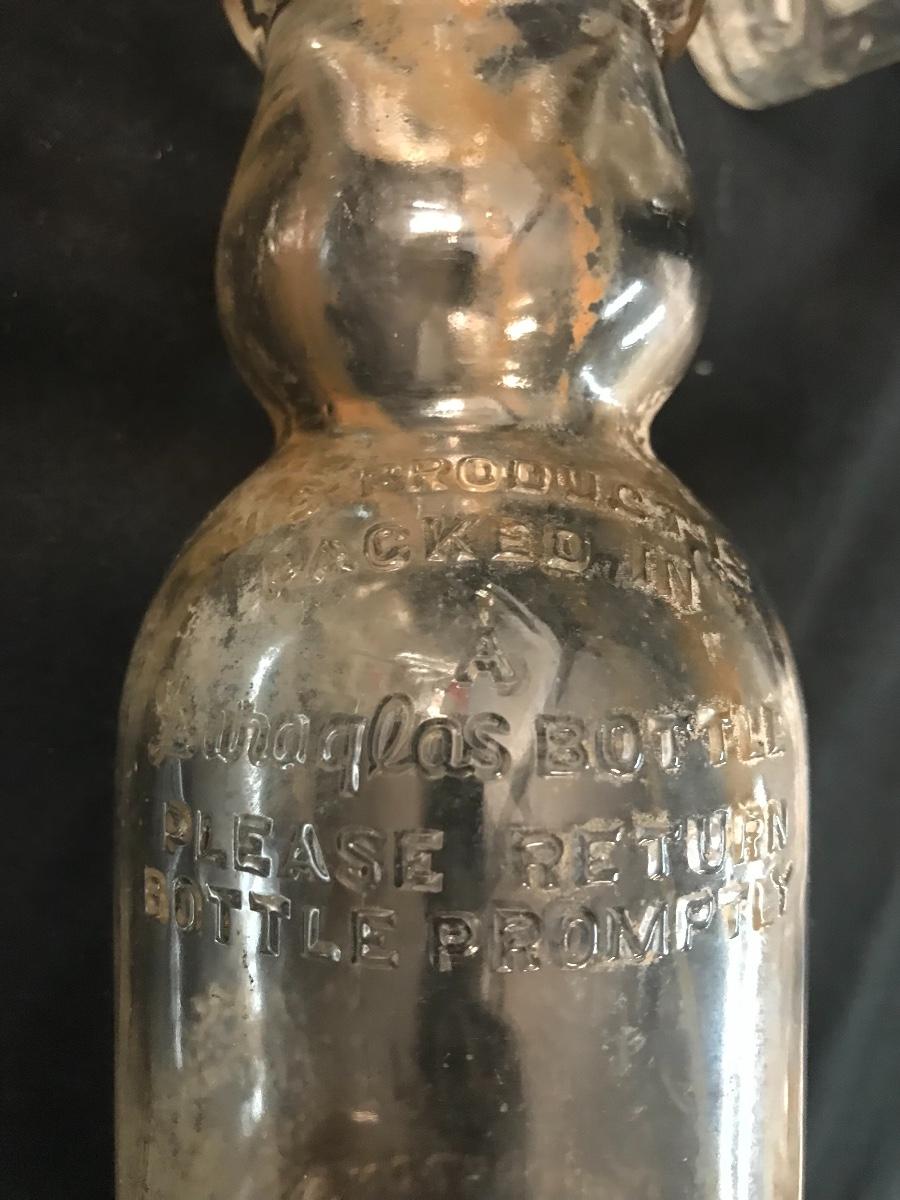 PRODUCTS
PACKED IN
A
Duraglas BOTTLE
PLEASE RETURN
BOTTLE PROMPTLY